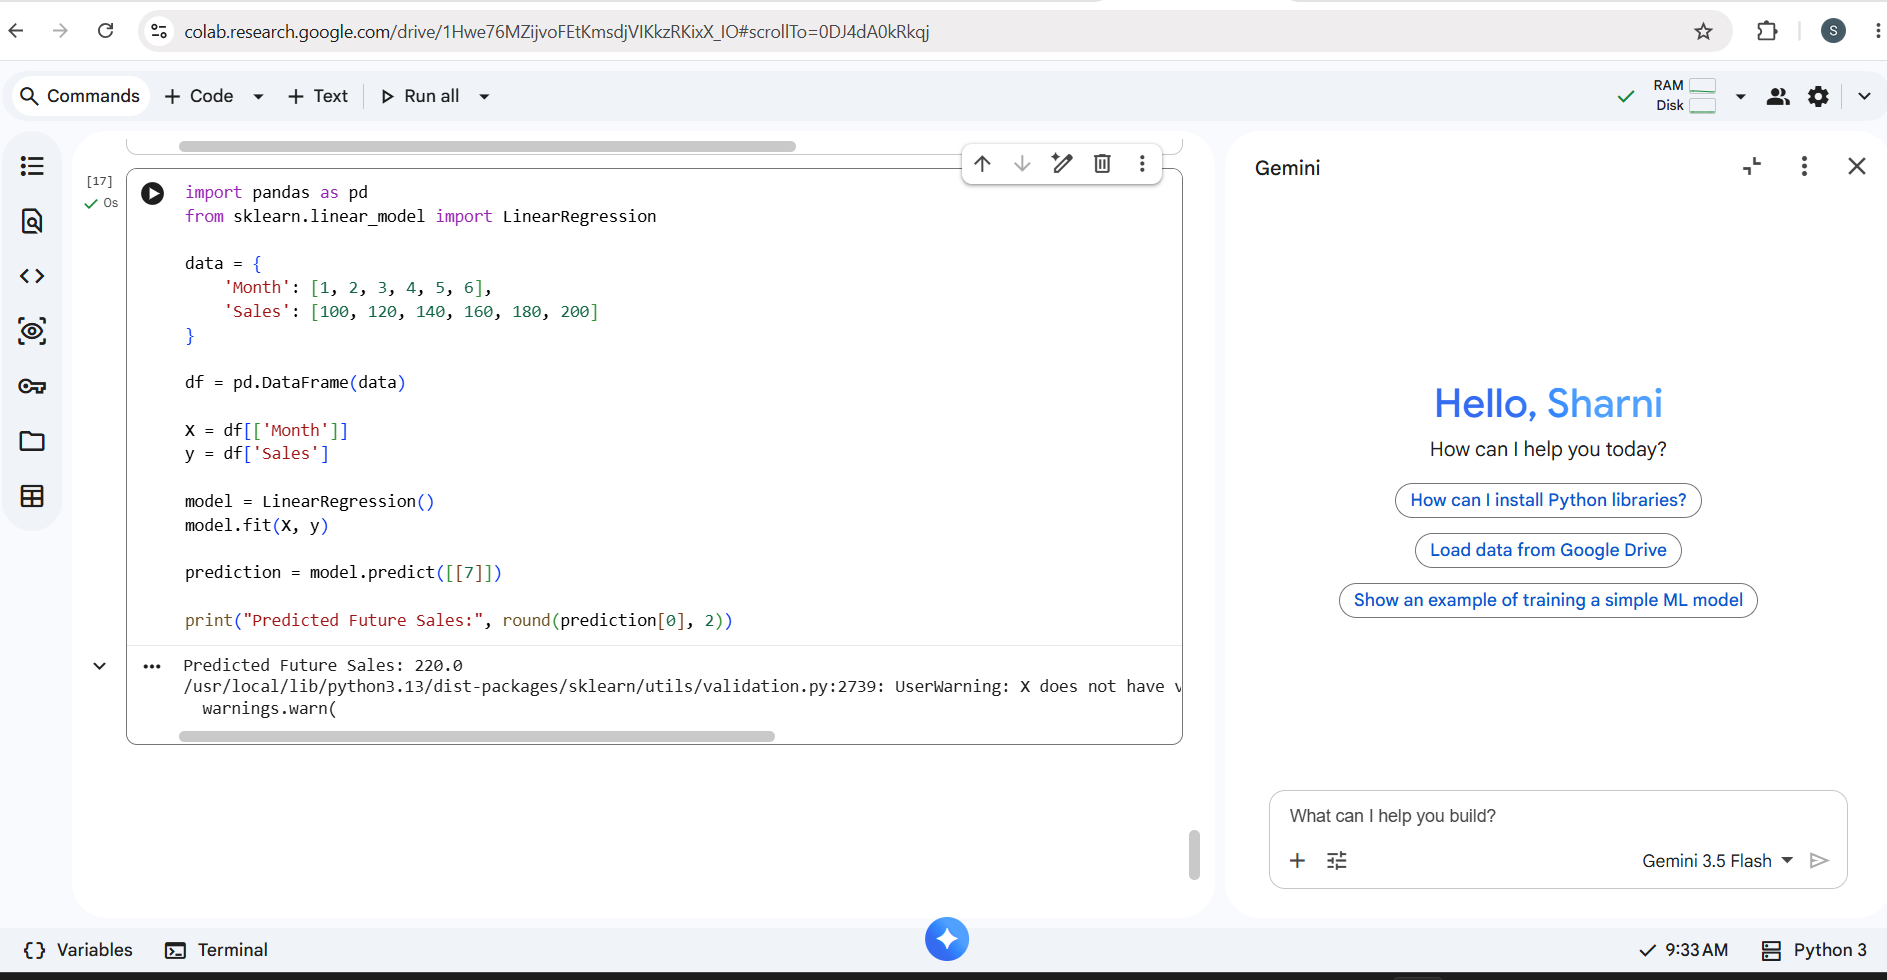 colab.research.google.com/drive/1Hwe76MZijvoFEtKmsdjVIKkzRKixX_IO#scrollTo=0DJ4dA0kRkqj
S
Commands
+ Code
+ Text
Run all
RAM
Disk
[17]
0s
import pandas as pd
from sklearn.linear_model import LinearRegression
data = {
    'Month': [1, 2, 3, 4, 5, 6],
    'Sales': [100, 120, 140, 160, 180, 200]
}
df = pd.DataFrame(data)
X = df[['Month']]
y = df['Sales']
model = LinearRegression()
model.fit(X, y)
prediction = model.predict([[7]])
print("Predicted Future Sales:", round(prediction[0], 2))
Predicted Future Sales: 220.0
/usr/local/lib/python3.13/dist-packages/sklearn/utils/validation.py:2739: UserWarning: X does not have
  warnings.warn(
Gemini
Hello, Sharni
How can I help you today?
How can I install Python libraries?
Load data from Google Drive
Show an example of training a simple ML model
What can I help you build?
Gemini 3.5 Flash
{} Variables
Terminal
9:33 AM
Python 3